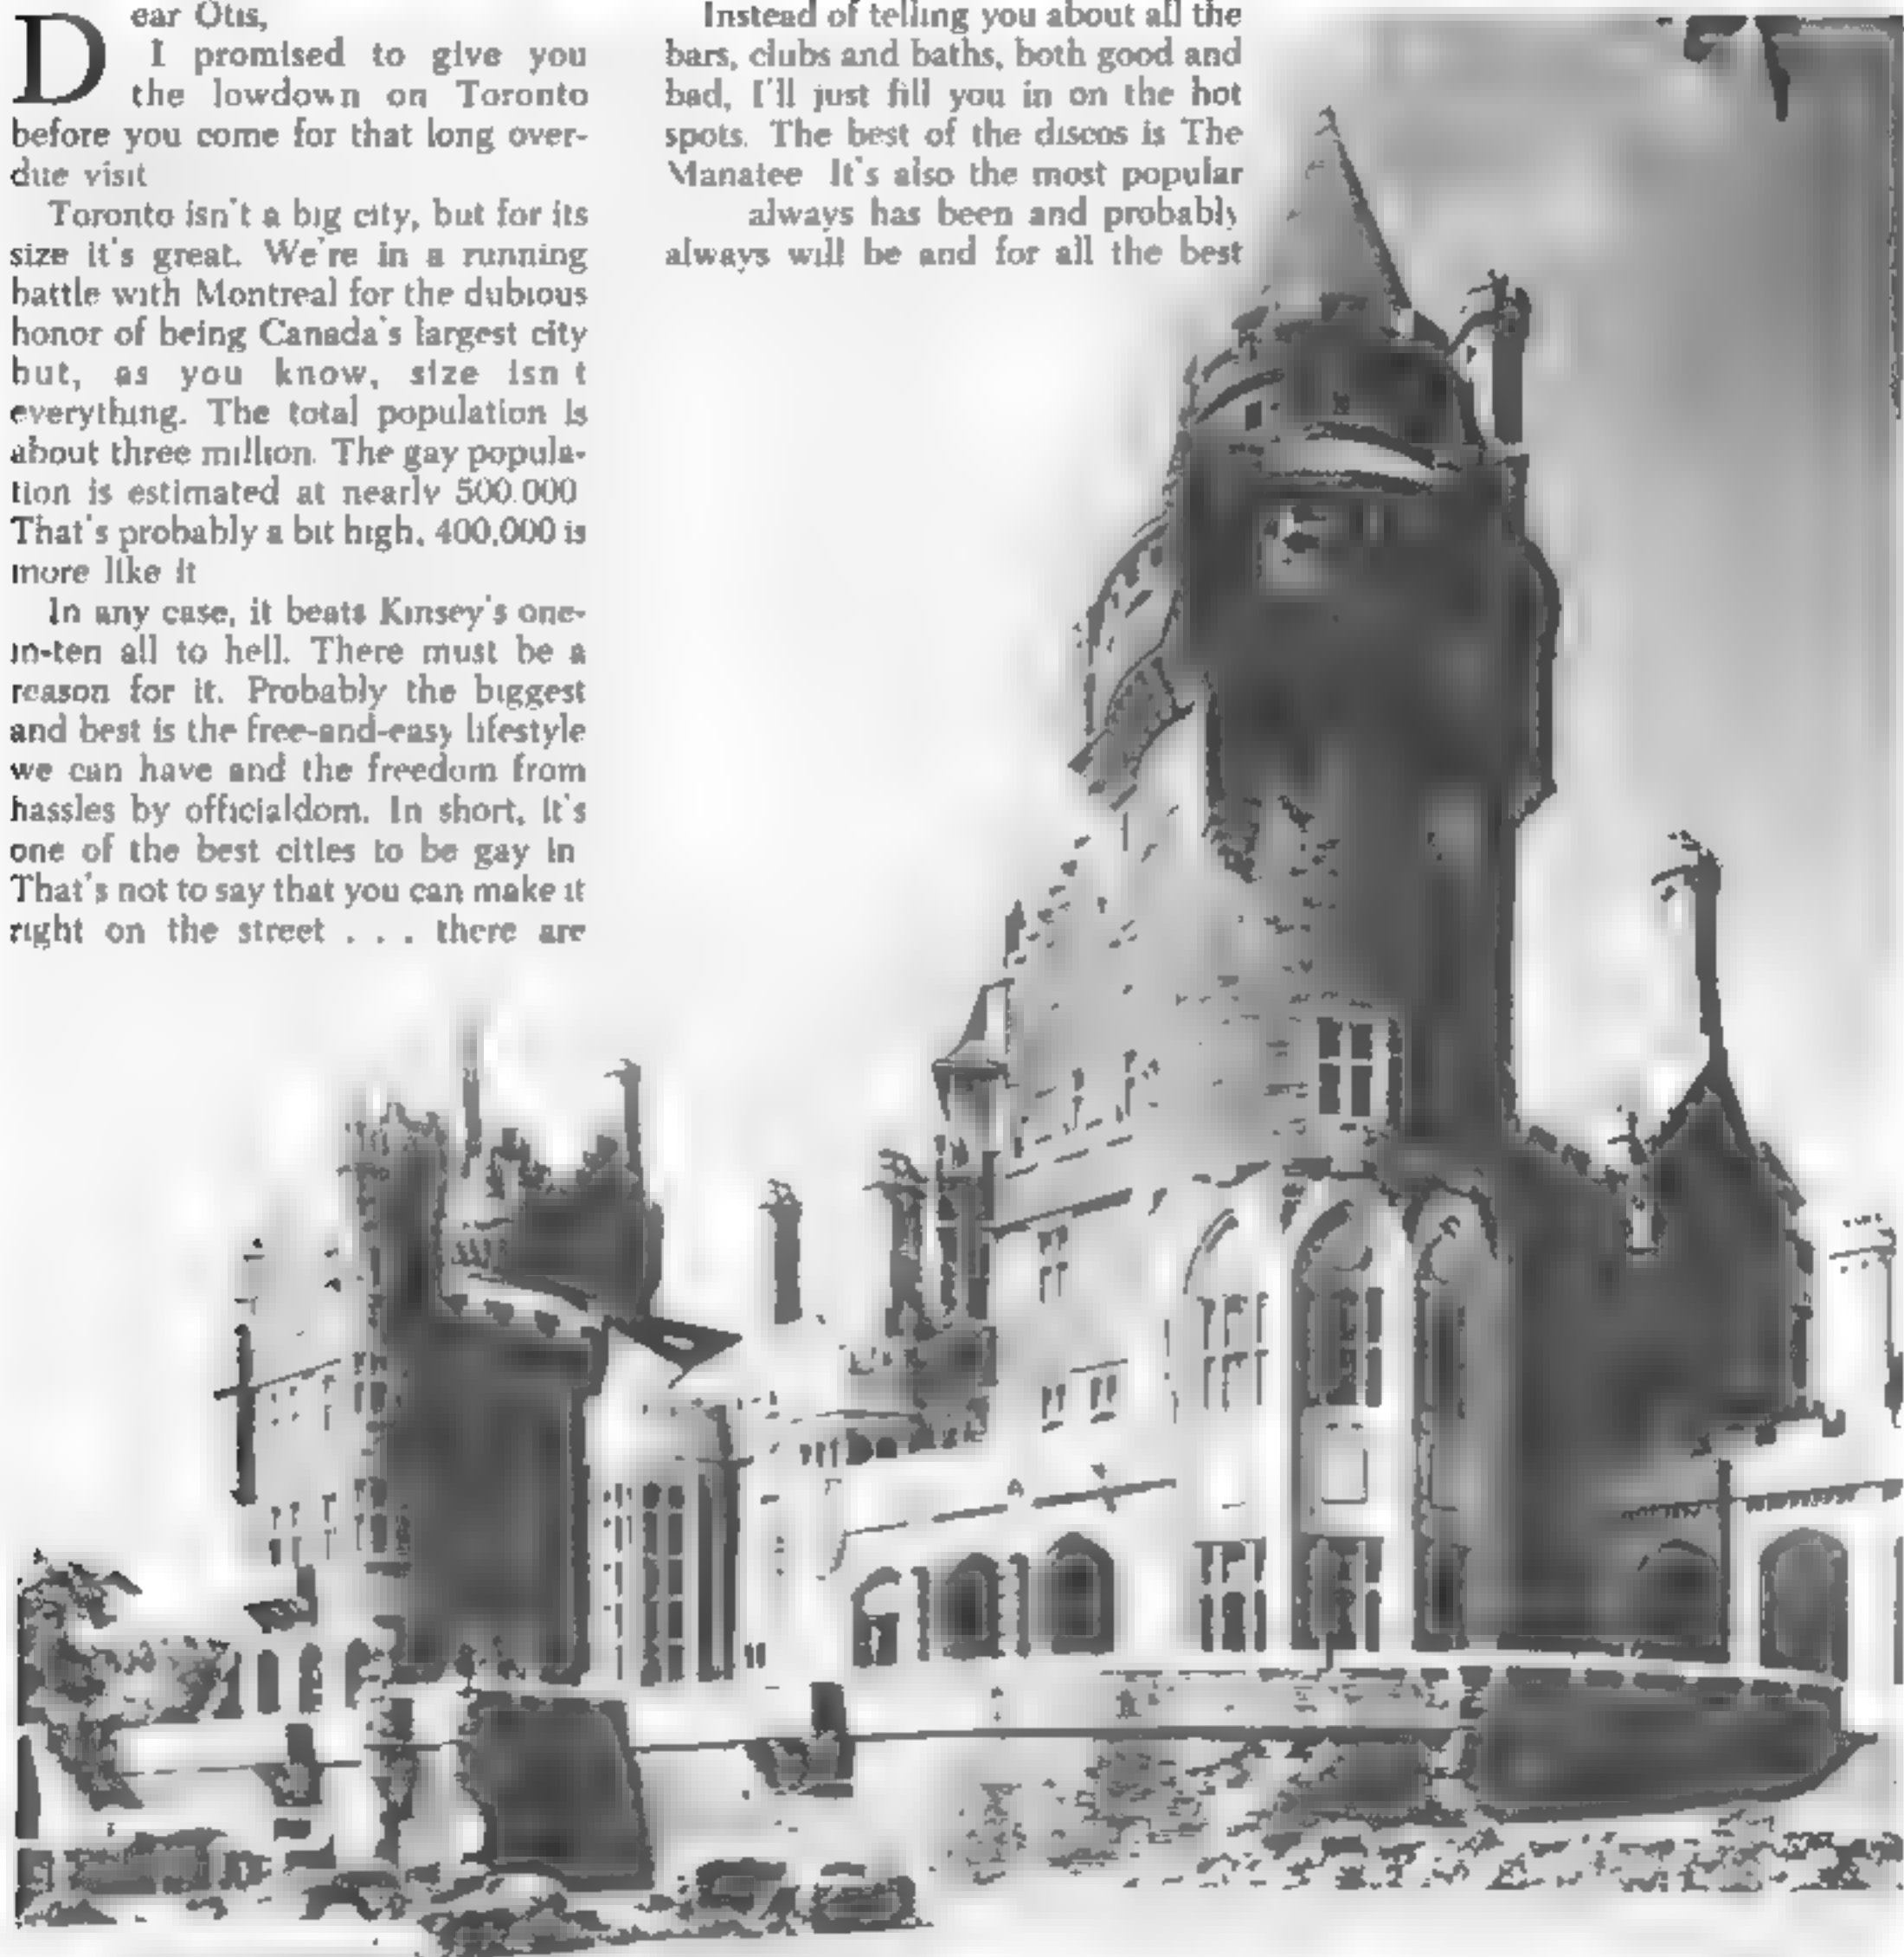 Dear Otis,
I promised to give you
the lowdown on Toronto
before you come for that long over-
due visit
Toronto isn't a big city, but for its
size it's great. We're in a running
battle with Montreal for the dubious
honor of being Canada's largest city
but, as you know, size isn t
everything. The total population is
about three million. The gay popula-
tion is estimated at nearly 500.000
That's probably a bit high, 400,000 is
more like it
In any case, it beats Kinsey's one-
in-ten all to hell. There must be a
reason for it. Probably the biggest
and best is the free-and-easy lifestyle
we can have and the freedom from
hassles by officialdom. In short, it's
one of the best cities to be gay in
That's not to say that you can make it
right on the street . . . there are
Instead of telling you about all the
bars, clubs and baths, both good and
bad, I'll just fill you in on the hot
spots. The best of the discos is The
Manatee It's also the most popular
always has been and probably
always will be and for all the best